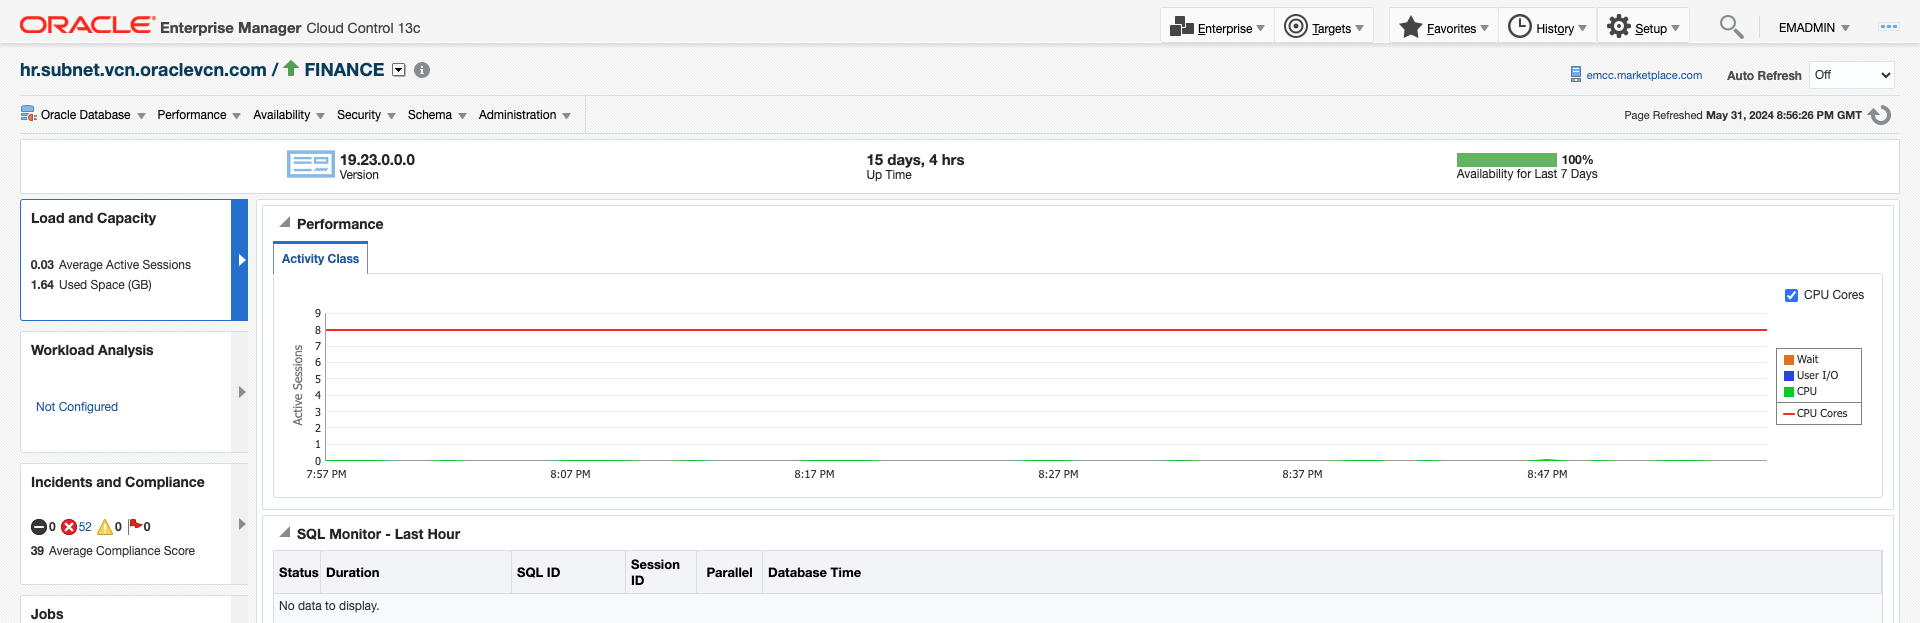 ORACLE Enterprise Manager Cloud Control 13c
Enterprise
Targets
Favorites
History
Setup
EMADMIN
hr.subnet.vcn.oraclevcn.com / FINANCE
emcc.marketplace.com
Auto Refresh Off
Oracle Database
Performance
Availability
Security
Schema
Administration
Page Refreshed May 31, 2024 8:56:26 PM GMT
19.23.0.0.0
Version
15 days, 4 hrs
Up Time
100%
Availability for Last 7 Days
Load and Capacity
0.03 Average Active Sessions
1.64 Used Space (GB)
Workload Analysis
Not Configured
Incidents and Compliance
0 52 0 0
39 Average Compliance Score
Jobs
Performance
Activity Class
CPU Cores
Active Sessions
9
8
7
6
5
4
3
2
1
0
7:57 PM 8:07 PM 8:17 PM 8:27 PM 8:37 PM 8:47 PM
Wait
User I/O
CPU
CPU Cores
SQL Monitor - Last Hour
Status Duration SQL ID Session ID Parallel Database Time
No data to display.